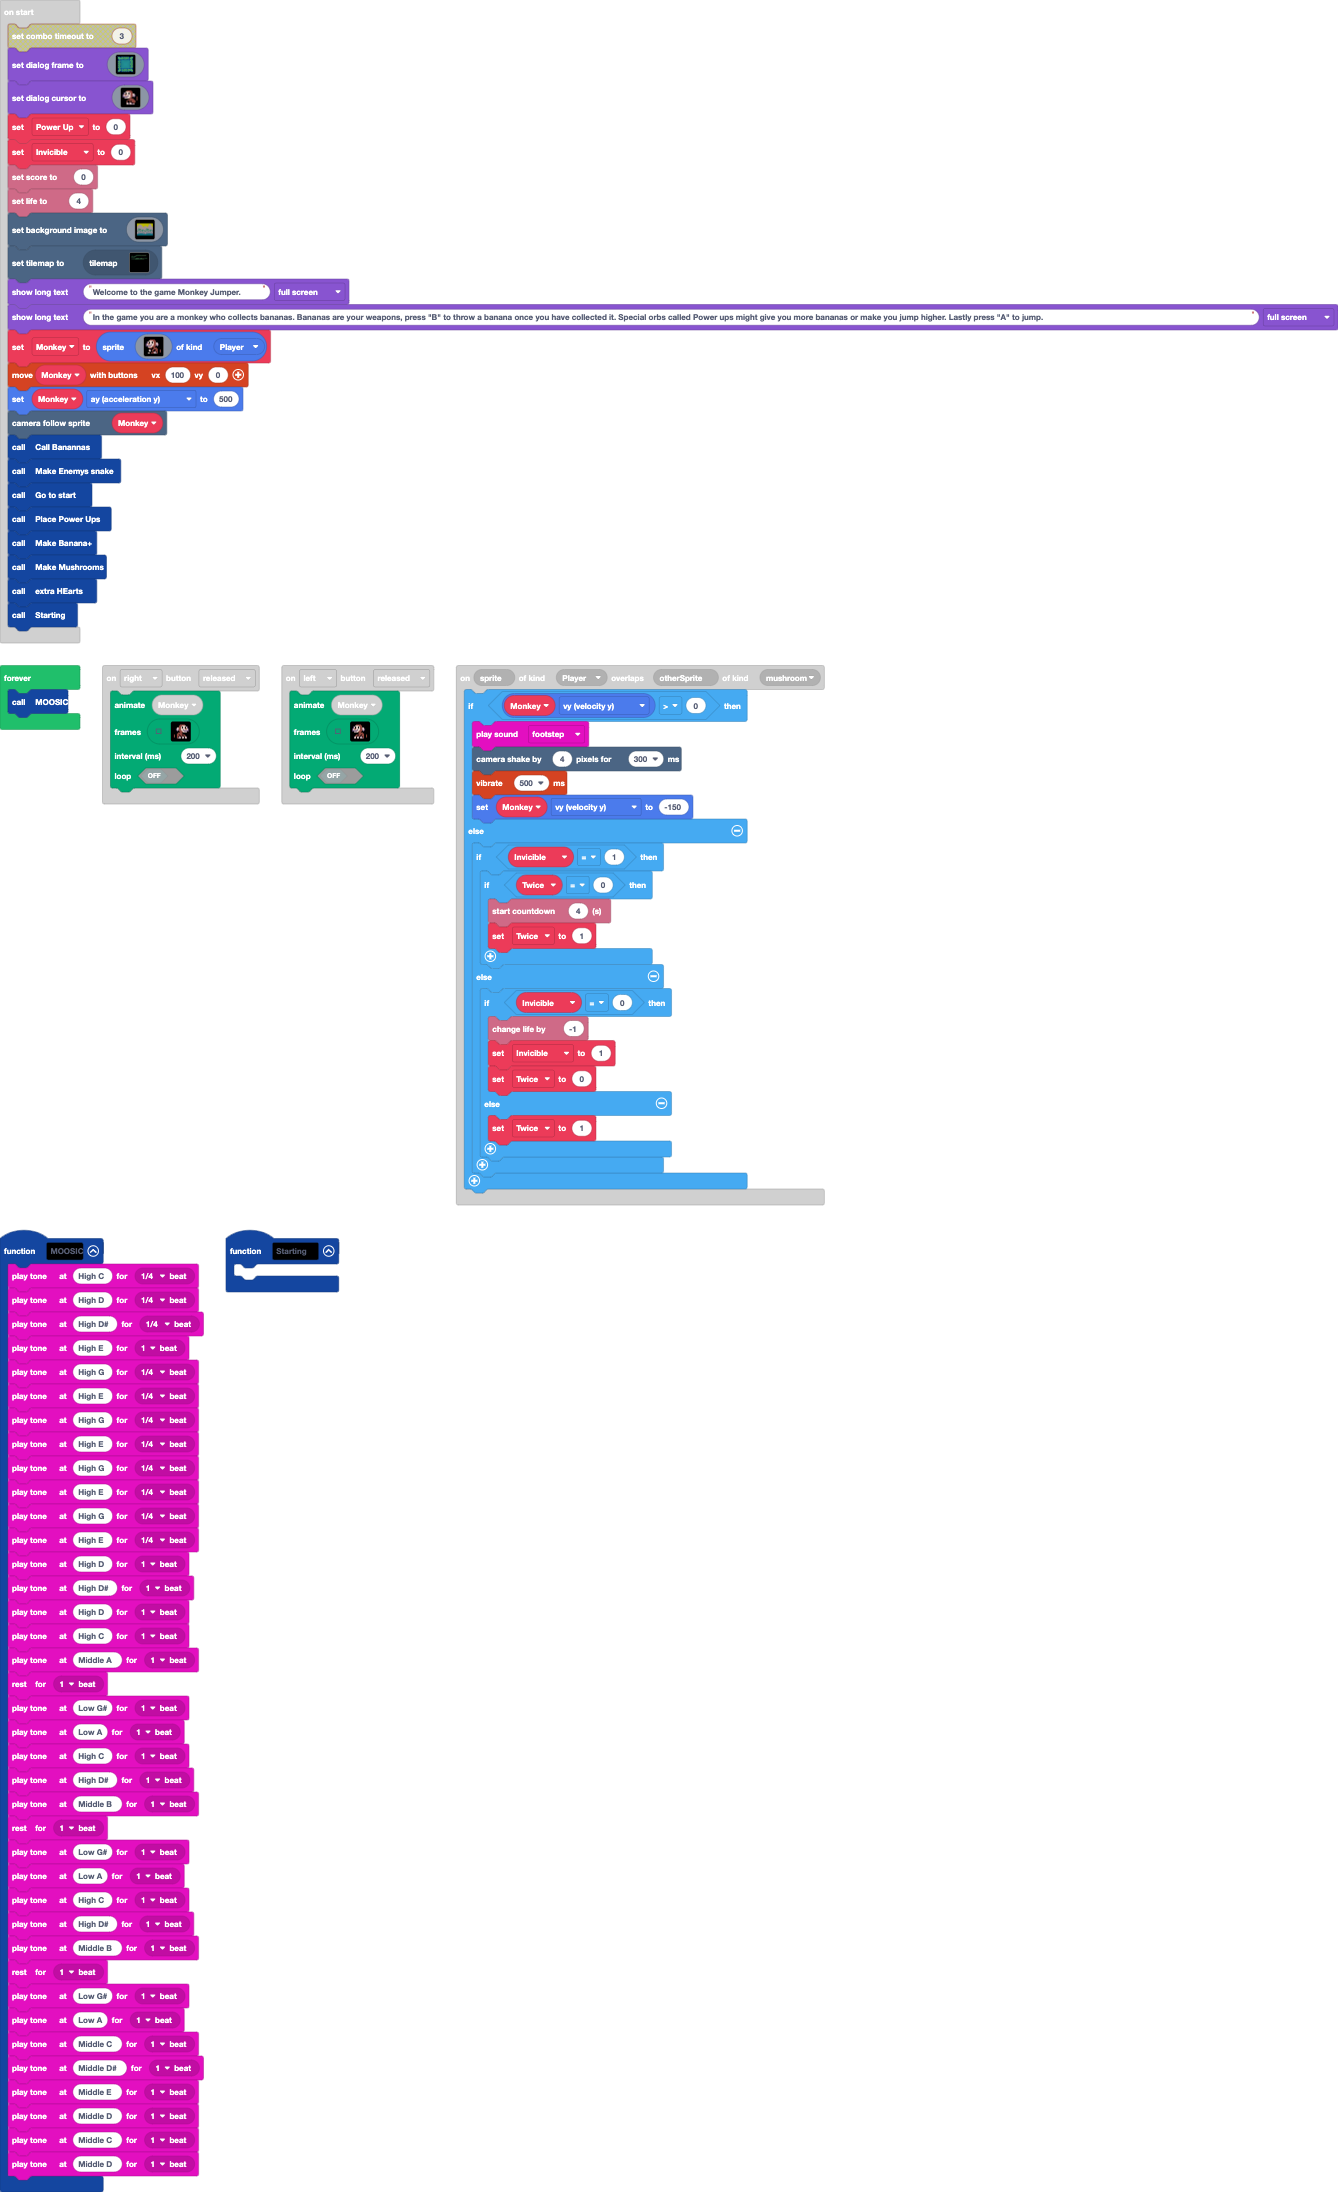 on start
set combo timeout to 3
set dialog frame to
set dialog cursor to
set Power Up to 0
set Invicible to 0
set score to 0
set life to 4
set background image to
set tilemap to tilemap
show long text "Welcome to the game Monkey Jumper." full screen
show long text "In the game you are a monkey who collects bananas. Bananas are your weapons, press "B" to throw a banana once you have collected it. Special orbs called Power ups might give you more bananas or make you jump higher. Lastly press "A" to jump." full screen
set Monkey to sprite of kind Player
move Monkey with buttons vx 100 vy 0
set Monkey ay (acceleration y) to 500
camera follow sprite Monkey
call Call Banannas
call Make Enemys snake
call Go to start
call Place Power Ups
call Make Banana+
call Make Mushrooms
call extra HEarts
call Starting
forever
call MOOSIC
on right button released
animate Monkey
frames
interval (ms) 200
loop OFF
on left button released
animate Monkey
frames
interval (ms) 200
loop OFF
on sprite of kind Player overlaps otherSprite of kind mushroom
if Monkey vy (velocity y) > 0 then
play sound footstep
camera shake by 4 pixels for 300 ms
vibrate 500 ms
set Monkey vy (velocity y) to -150
else
if Invicible = 1 then
if Twice = 0 then
start countdown 4 (s)
set Twice to 1
else
if Invicible = 0 then
change life by -1
set Invicible to 1
set Twice to 0
else
set Twice to 1
function MOOSIC
play tone at High C for 1/4 beat
play tone at High D for 1/4 beat
play tone at High D# for 1/4 beat
play tone at High E for 1 beat
play tone at High G for 1/4 beat
play tone at High E for 1/4 beat
play tone at High G for 1/4 beat
play tone at High E for 1/4 beat
play tone at High G for 1/4 beat
play tone at High E for 1/4 beat
play tone at High G for 1/4 beat
play tone at High E for 1/4 beat
play tone at High D for 1 beat
play tone at High D# for 1 beat
play tone at High D for 1 beat
play tone at High C for 1 beat
play tone at Middle A for 1 beat
rest for 1 beat
play tone at Low G# for 1 beat
play tone at Low A for 1 beat
play tone at High C for 1 beat
play tone at High D# for 1 beat
play tone at Middle B for 1 beat
rest for 1 beat
play tone at Low G# for 1 beat
play tone at Low A for 1 beat
play tone at High C for 1 beat
play tone at High D# for 1 beat
play tone at Middle B for 1 beat
rest for 1 beat
play tone at Low G# for 1 beat
play tone at Low A for 1 beat
play tone at Middle C for 1 beat
play tone at Middle D# for 1 beat
play tone at Middle E for 1 beat
play tone at Middle D for 1 beat
play tone at Middle C for 1 beat
play tone at Middle D for 1 beat
function Starting